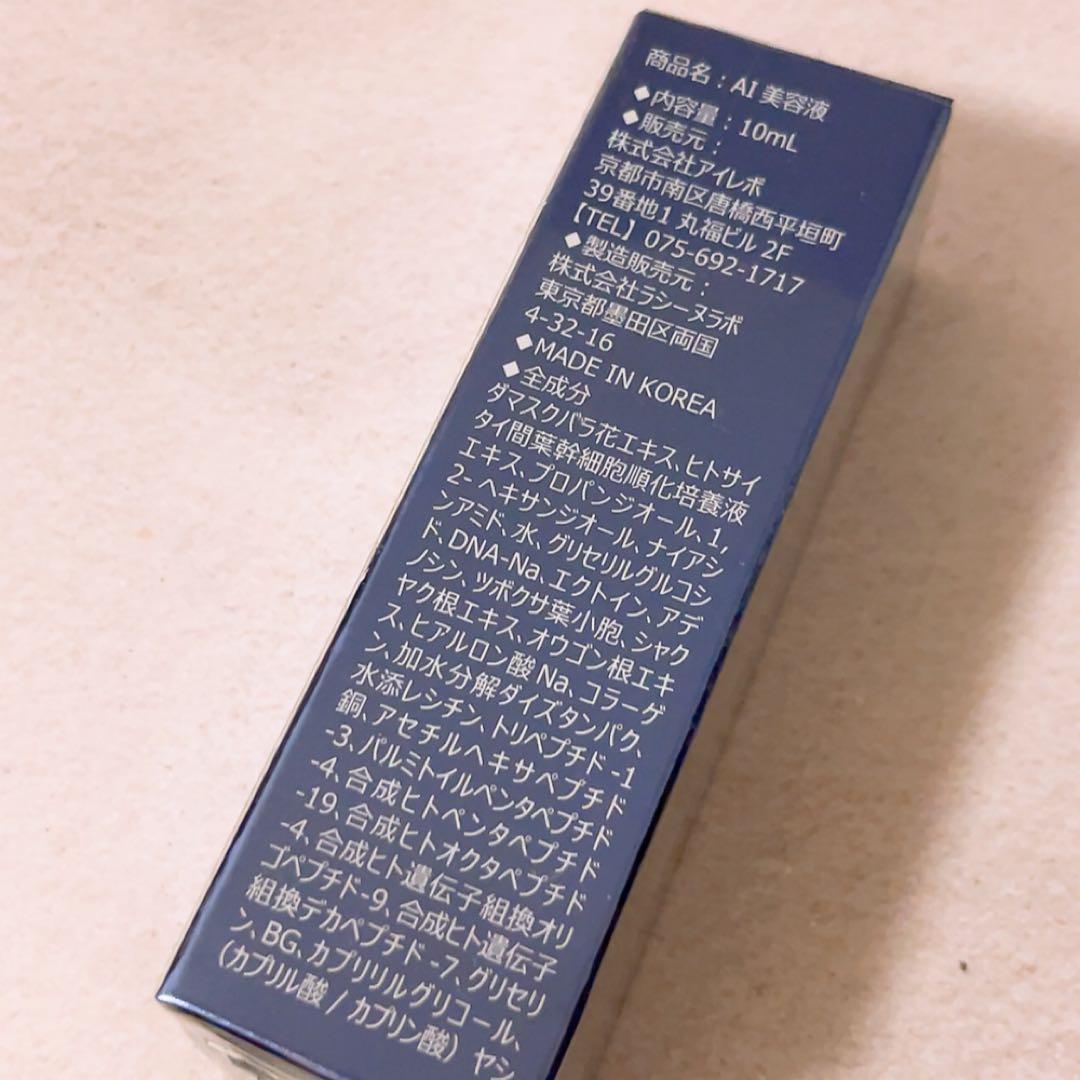 商品名：AI 美容液
◆内容量：10mL
◆販売元：
株式会社アイレボ
京都市南区唐橋西平垣町
39番地1 丸福ビル 2F
【TEL】075-692-1717
◆製造販売元：
株式会社ラシーヌラボ
東京都墨田区両国
4-32-16
◆MADE IN KOREA
◆全成分
ダマスクバラ花エキス、ヒトサイ
タイ間葉幹細胞順化培養液
エキス、プロパンジオール、1,
2- ヘキサンジオール、ナイアシ
ンアミド、水、グリセリルグルコシ
ド、DNA-Na、エクトイン、アデ
ノシン、ツボクサ葉小胞、シャク
ヤク根エキス、オウゴン根エキ
ス、ヒアルロン酸 Na、コラーゲ
ン、加水分解ダイズタンパク、
水添レシチン、トリペプチド -1
銅、アセチルヘキサペプチド
-3、パルミトイルペンタペプチド
-4、合成ヒトペンタペプチド
-19、合成ヒトオクタペプチド
-4、合成ヒト遺伝子組換オリ
ゴペプチド-9、合成ヒト遺伝子
組換デカペプチド-7、グリセリ
ン、BG、カプリリルグリコール、
（カプリル酸 / カプリン酸）ヤシ